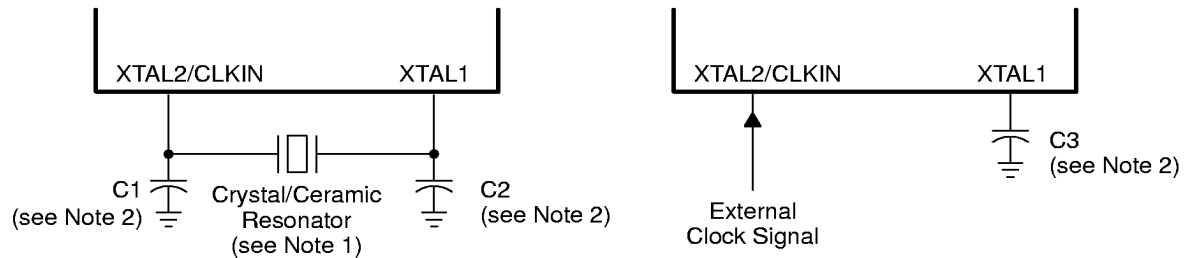 XTAL2/CLKIN
XTAL1
C1
(see Note 2)
Crystal/Ceramic
Resonator
(see Note 1)
C2
(see Note 2)
XTAL2/CLKIN
XTAL1
C3
(see Note 2)
External
Clock Signal